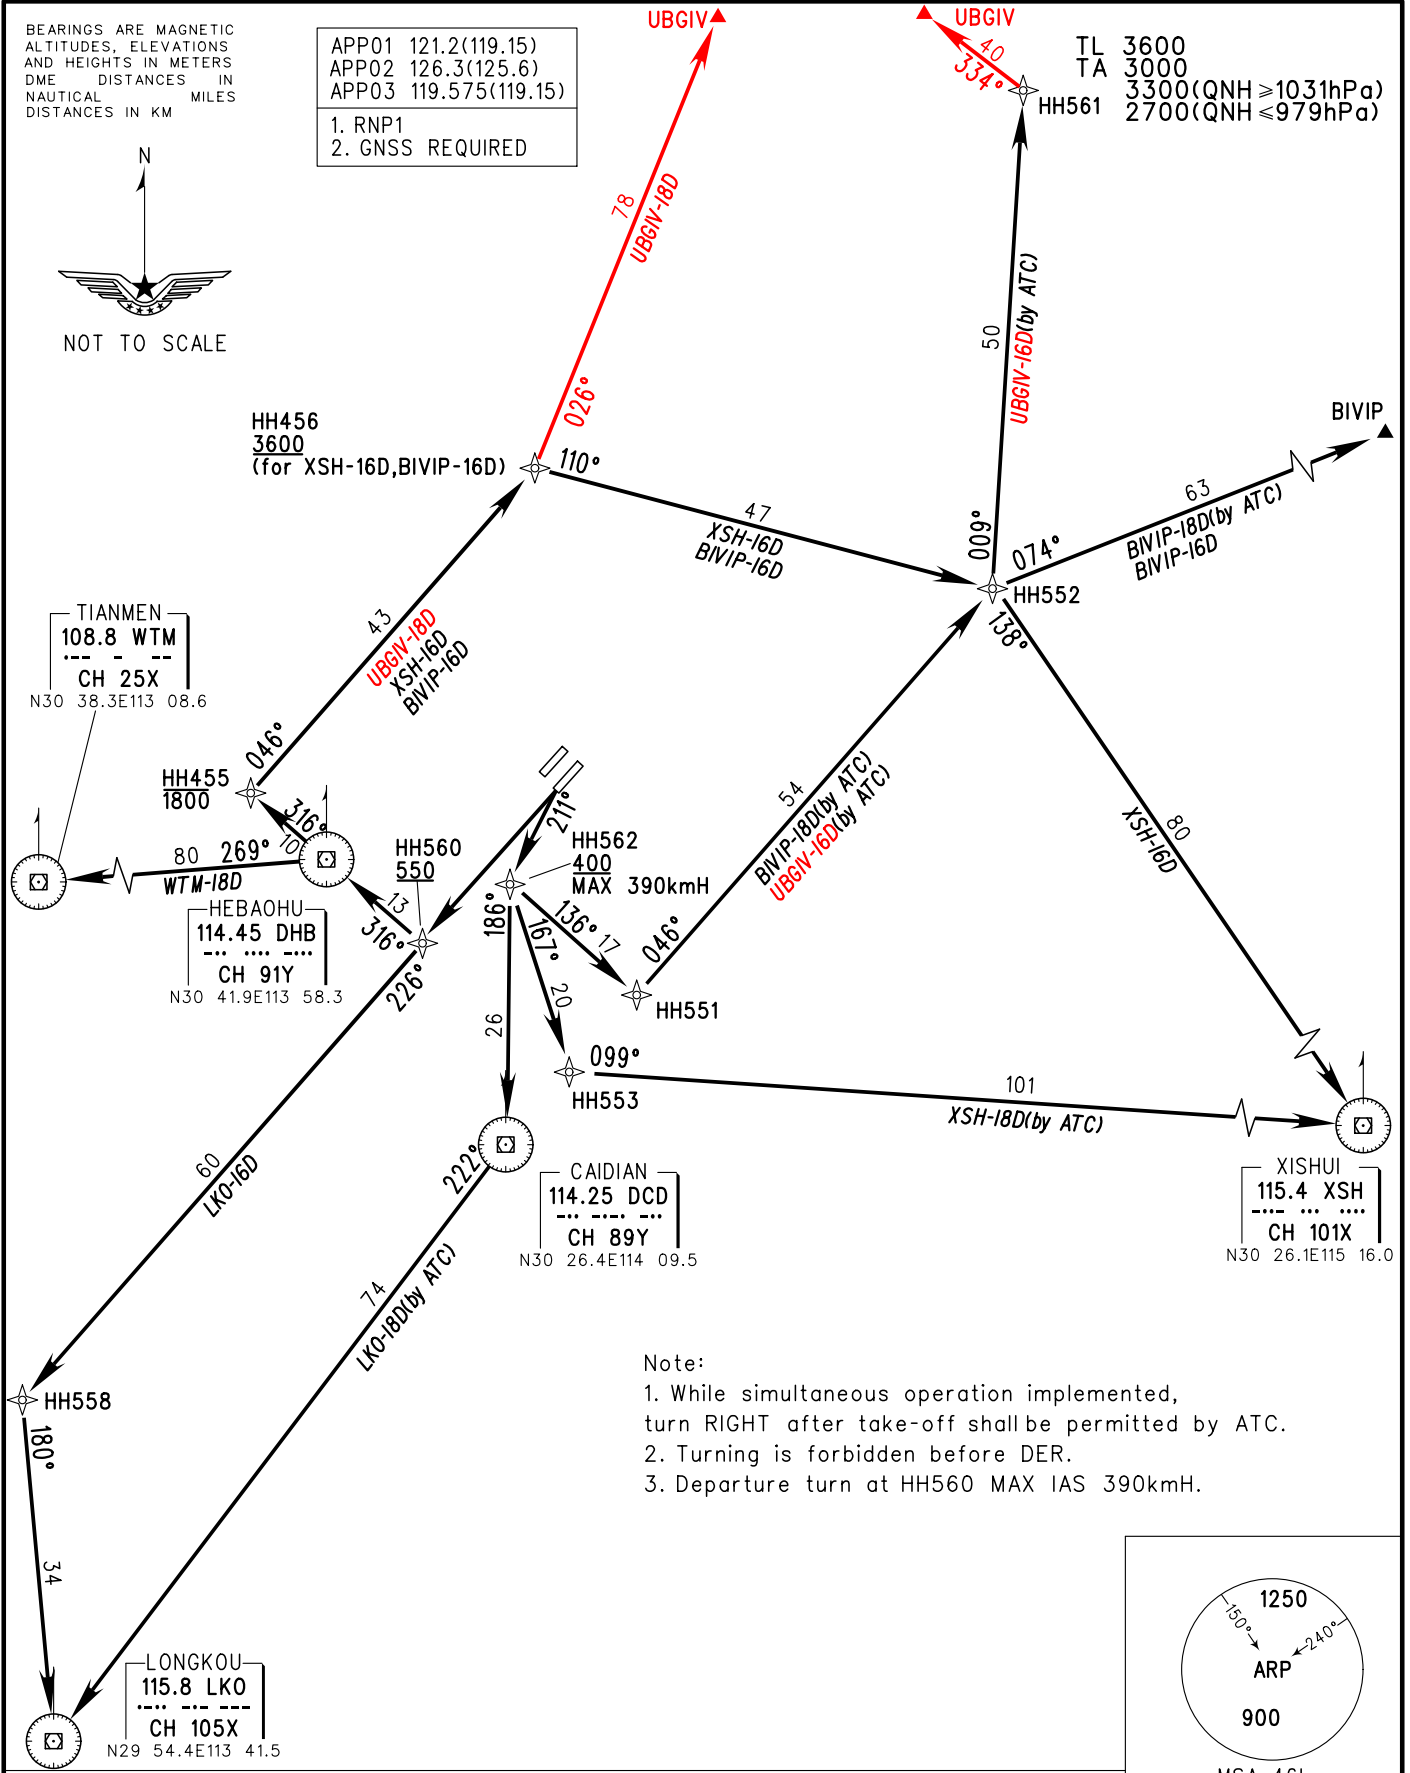 BEARINGS ARE MAGNETIC
ALTITUDES, ELEVATIONS
AND HEIGHTS IN METERS
DME DISTANCES IN
NAUTICAL MILES
DISTANCES IN KM
APP01 121.2(119.15)
APP02 126.3(125.6)
APP03 119.575(119.15)
1. RNP1
2. GNSS REQUIRED
UBGIV
UBGIV
40
334°
HH561
TL 3600
TA 3000
3300(QNH ≥1031hPa)
2700(QNH ≤979hPa)
N
NOT TO SCALE
78
UBGIV-18D
026°
50
UBGIV-16D(by ATC)
009°
BIVIP
HH456
3600
(for XSH-16D,BIVIP-16D)
110°
47
XSH-16D
BIVIP-16D
63
BIVIP-18D(by ATC)
BIVIP-16D
074°
HH552
138°
43
UBGIV-18D
XSH-16D
BIVIP-16D
046°
TIANMEN
108.8 WTM
CH 25X
N30 38.3E113 08.6
HH455
1800
316°
10
80
269°
WTM-18D
HEBAOHU
114.45 DHB
CH 91Y
N30 41.9E113 58.3
HH560
550
13
316°
226°
211°
HH562
400
MAX 390kmH
186°
167°
136°
17
20
26
HH551
046°
54
BIVIP-18D(by ATC)
UBGIV-16D(by ATC)
80
XSH-16D
HH553
099°
101
XSH-18D(by ATC)
XISHUI
115.4 XSH
CH 101X
N30 26.1E115 16.0
222°
CAIDIAN
114.25 DCD
CH 89Y
N30 26.4E114 09.5
60
LKO-16D
74
LKO-18D(by ATC)
HH558
180°
34
LONGKOU
115.8 LKO
CH 105X
N29 54.4E113 41.5
Note:
1. While simultaneous operation implemented,
turn RIGHT after take-off shall be permitted by ATC.
2. Turning is forbidden before DER.
3. Departure turn at HH560 MAX IAS 390kmH.
1250
150°
240°
ARP
900